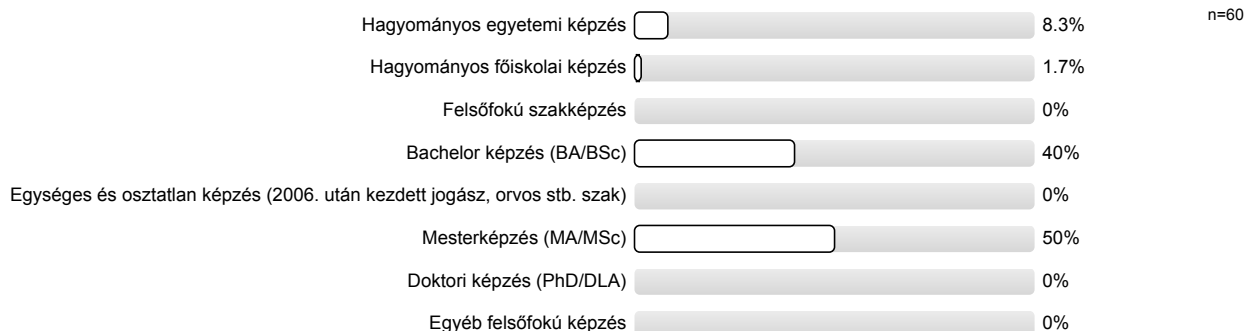 Hagyományos egyetemi képzés 8.3% n=60
Hagyományos főiskolai képzés 1.7%
Felsőfokú szakképzés 0%
Bachelor képzés (BA/BSc) 40%
Egységes és osztatlan képzés (2006. után kezdett jogász, orvos stb. szak) 0%
Mesterképzés (MA/MSc) 50%
Doktori képzés (PhD/DLA) 0%
Egyéb felsőfokú képzés 0%